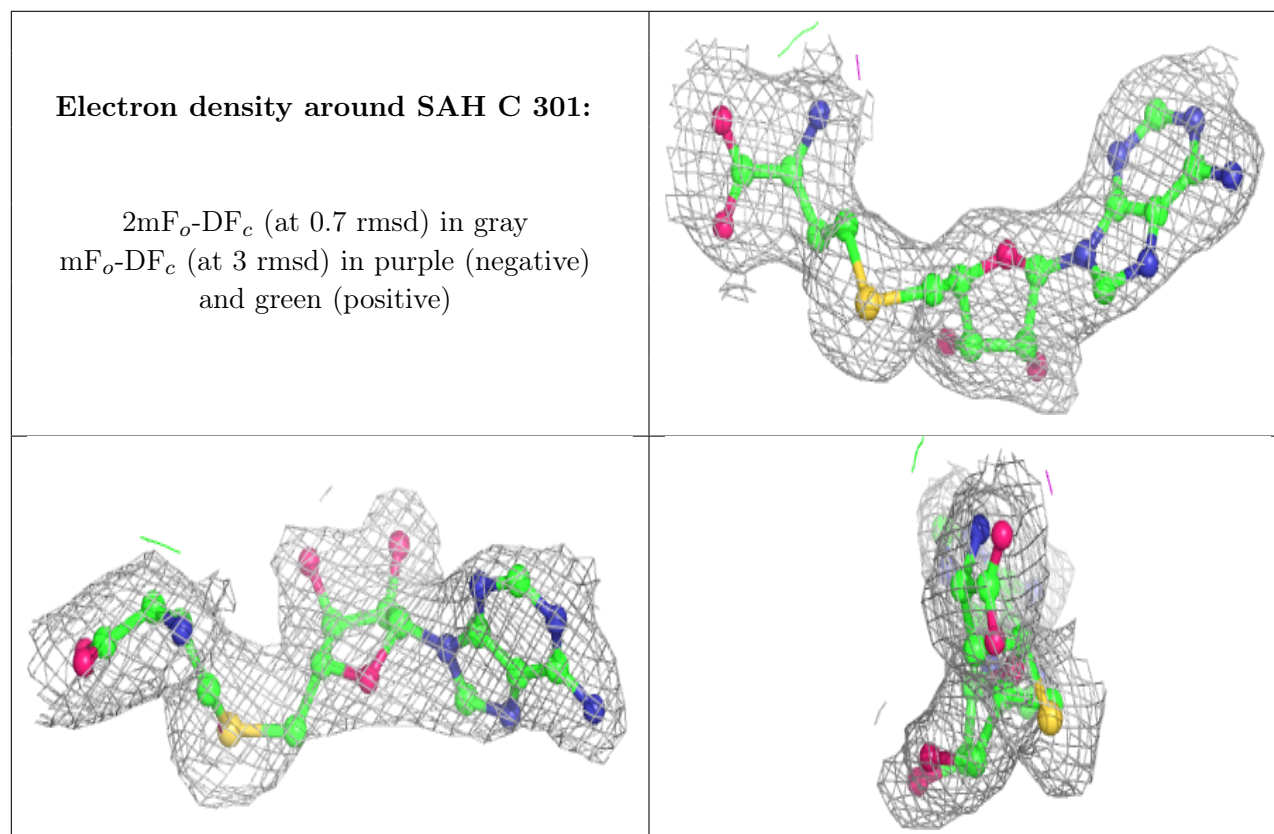 Electron density around SAH C 301:
2mFo-DFc (at 0.7 rmsd) in gray
mFo-DFc (at 3 rmsd) in purple (negative)
and green (positive)